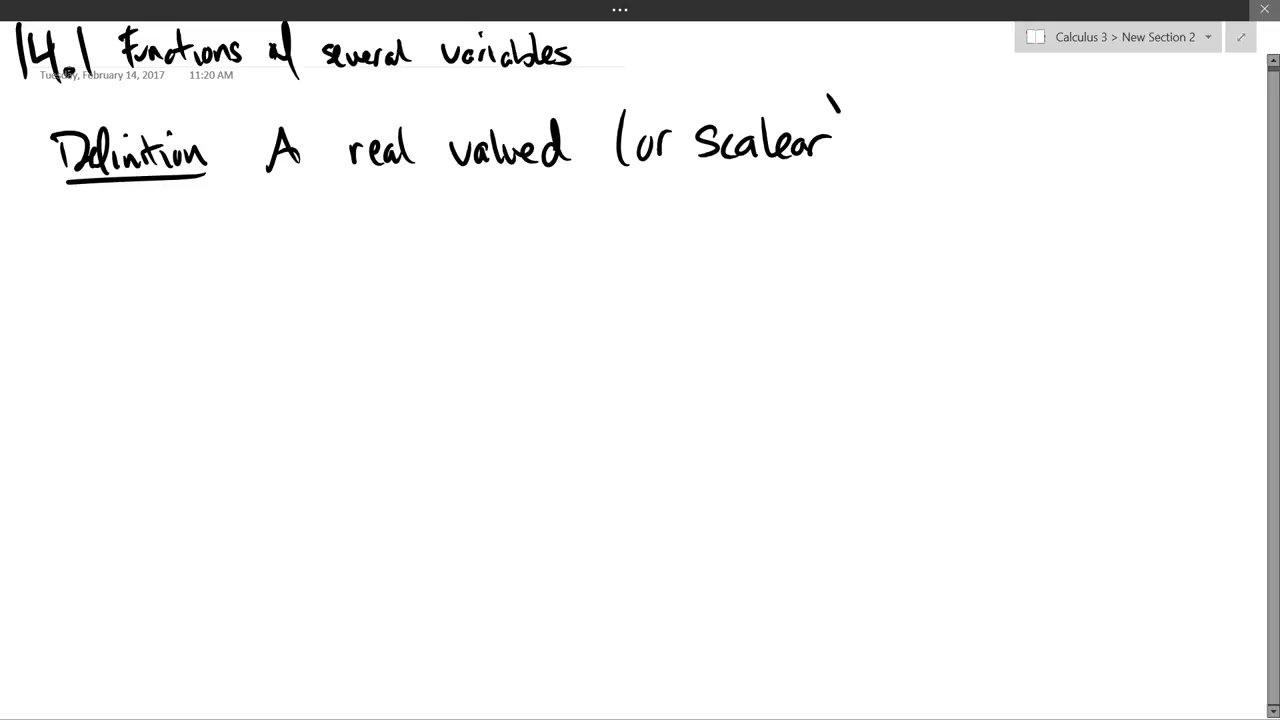 ...
Calculus 3 > New Section 2
14.1 Functions of several variables
Tuesday, February 14, 2017 11:20 AM
Definition A real valued (or scalear